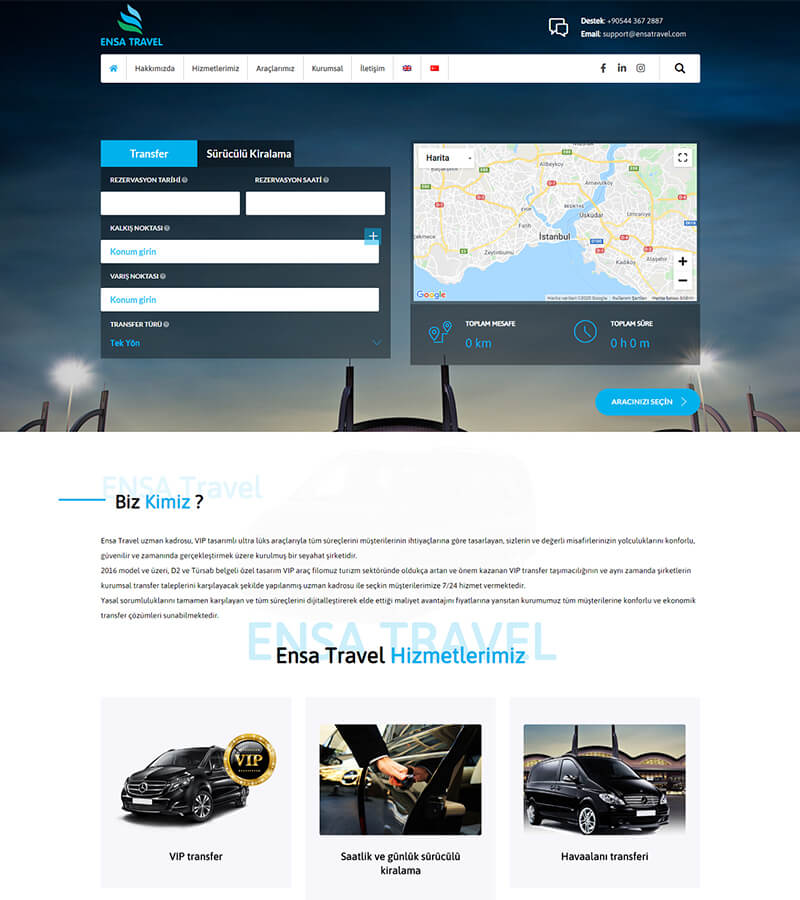 ENSA TRAVEL
Destek: +90544 367 2887
Email: support@ensatravel.com
Hakkımızda Hizmetlerimiz Araçlarımız Kurumsal İletişim
Transfer Sürücülü Kiralama
REZERVASYON TARİHİ REZERVASYON SAATİ
KALKIŞ NOKTASI
Konum girin
VARIŞ NOKTASI
Konum girin
TRANSFER TÜRÜ
Tek Yön
Harita
Alibeyköy
Arnavutköy
BEŞİKTAŞ
Üsküdar
Ümraniye
Fatih
İstanbul
Zeytinburnu
Kadıköy
Ataşehir
Google
TOPLAM MESAFE TOPLAM SÜRE
0 km 0 h 0 m
ARACINIZI SEÇİN
ENSA Travel
Biz Kimiz ?
Ensa Travel uzman kadrosu, VIP tasarımlı ultra lüks araçlarıyla tüm süreçlerini müşterilerinin ihtiyaçlarına göre tasarlayan, sizlerin ve değerli misafirlerinizin yolculuklarını konforlu,
güvenilir ve zamanında gerçekleştirmek üzere kurulmuş bir seyahat şirketidir.
2016 model ve üzeri, D2 ve Türsab belgeli özel tasarım VIP araç filomuz turizm sektöründe oldukça artan ve önem kazanan VIP transfer taşımacılığının ve aynı zamanda şirketlerin
kurumsal transfer taleplerini karşılayacak şekilde yapılanmış uzman kadrosu ile seçkin müşterilerimize 7/24 hizmet vermektedir.
Yasal sorumluluklarını tamamen karşılayan ve tüm süreçlerini dijitalleştirerek elde ettiği maliyet avantajını fiyatlarına yansıtan kurumumuz tüm müşterilerine konforlu ve ekonomik
transfer çözümleri sunabilmektedir.
ENSA TRAVEL
Ensa Travel Hizmetlerimiz
VIP
VIP transfer
Saatlik ve günlük sürücülü
kiralama
Havaalanı transferi